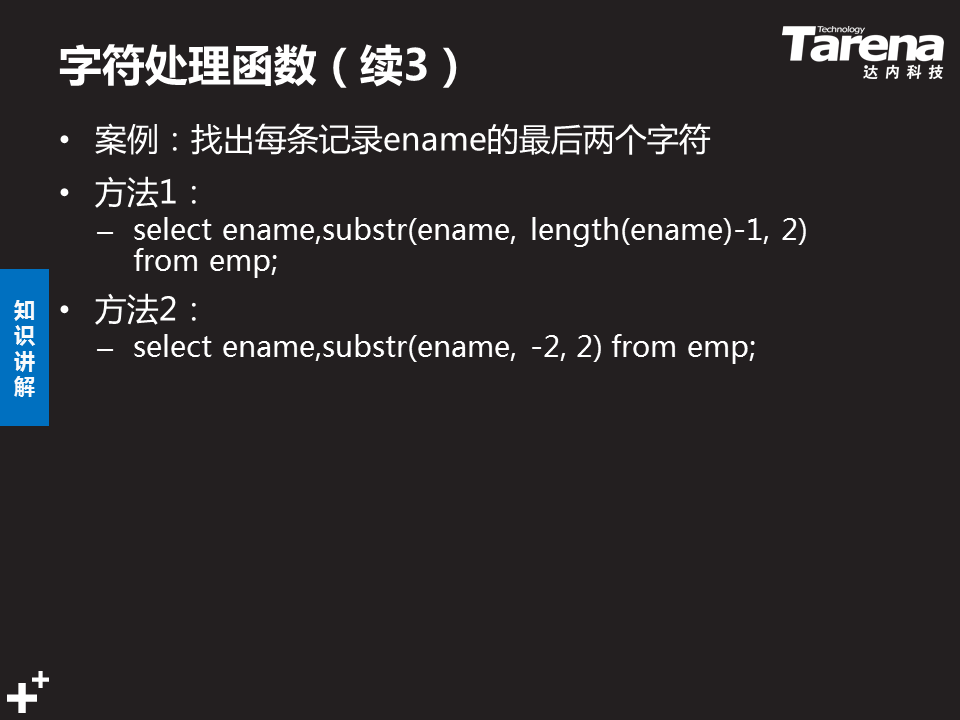 字符处理函数（续3）
Technology
Tarena
达内科技
• 案例：找出每条记录ename的最后两个字符
• 方法1：
– select ename,substr(ename, length(ename)-1, 2)
from emp;
• 方法2：
– select ename,substr(ename, -2, 2) from emp;
知
识
讲
解